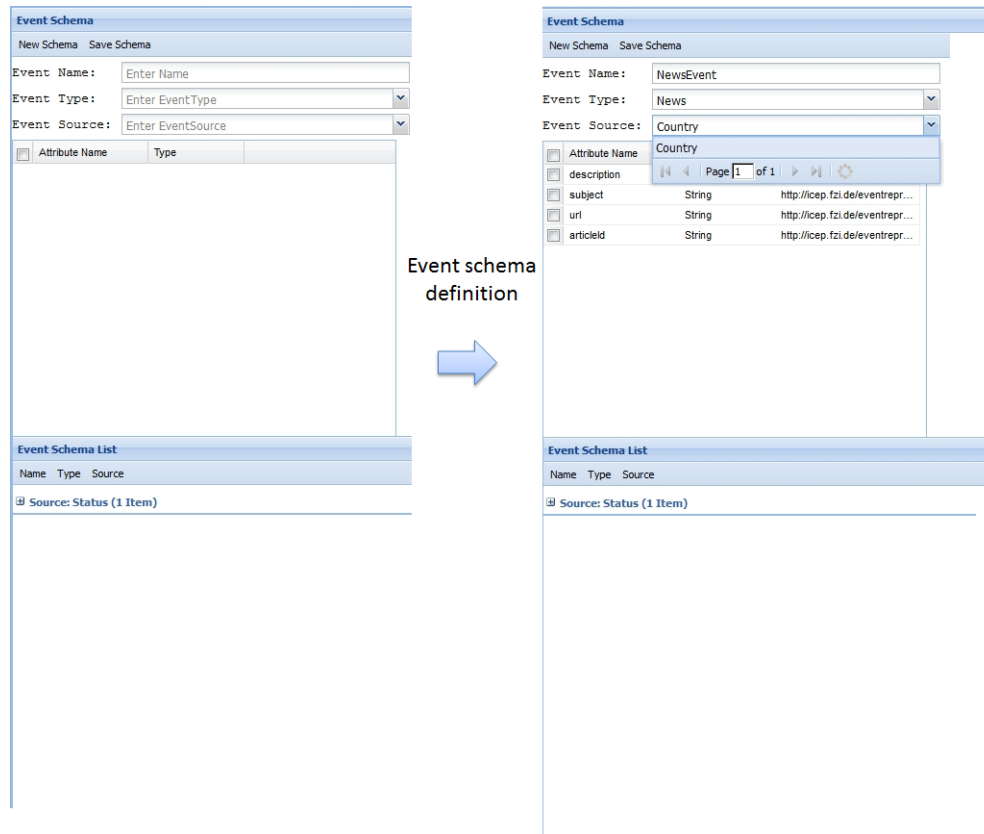 Event Schema
New Schema Save Schema
Event Name: Enter Name
Event Type: Enter EventType
Event Source: Enter EventSource
Attribute Name Type
Event Schema List
Name Type Source
Source: Status (1 Item)
Event schema
definition
Event Schema
New Schema Save Schema
Event Name: NewsEvent
Event Type: News
Event Source: Country
Country
Page 1 of 1
Attribute Name
description
subject String http://icep.fzi.de/eventrepr...
url String http://icep.fzi.de/eventrepr...
articleId String http://icep.fzi.de/eventrepr...
Event Schema List
Name Type Source
Source: Status (1 Item)